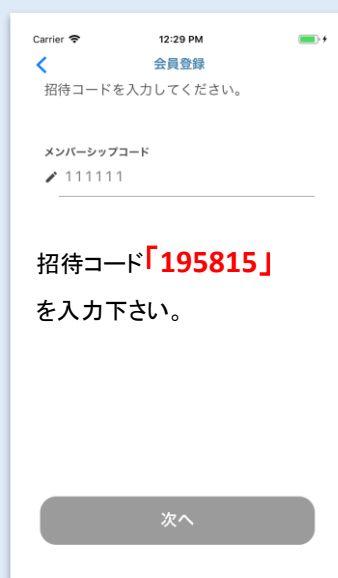 Carrier 12:29 PM
会員登録
招待コードを入力してください。
メンバーシップコード
111111
招待コード「195815」
を入力下さい。
次へ